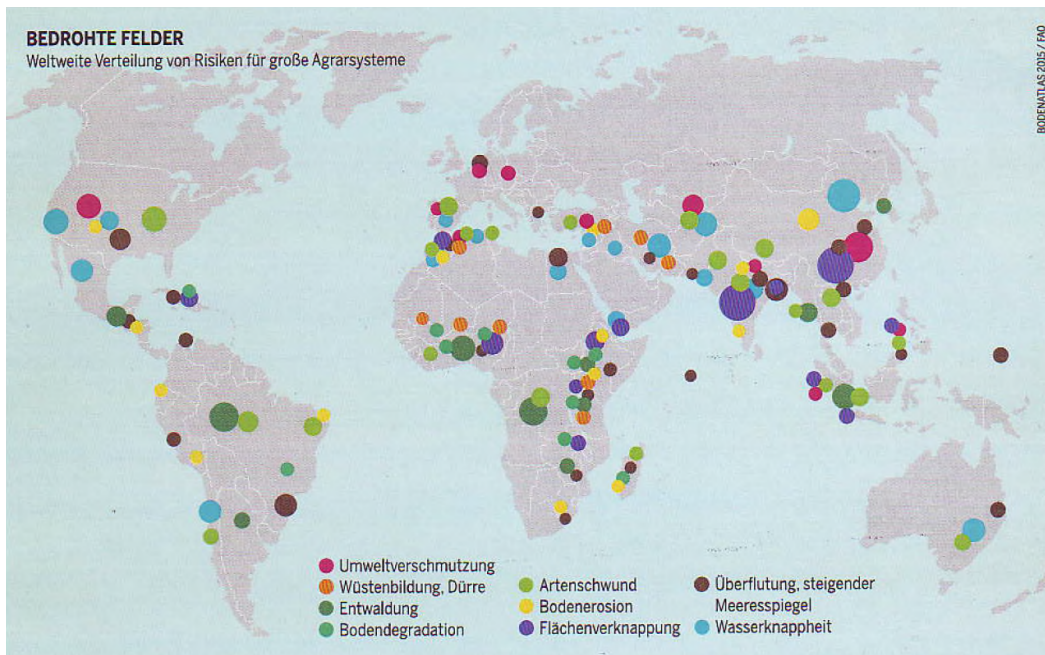 BEDROHTE FELDER
Weltweite Verteilung von Risiken für große Agrarsysteme
BODENATLAS 2015 / FAO
Umweltverschmutzung
Wüstenbildung, Dürre
Entwaldung
Bodendegradation
Artenschwund
Bodenerosion
Flächenverknappung
Überflutung, steigender
Meeresspiegel
Wasserknappheit